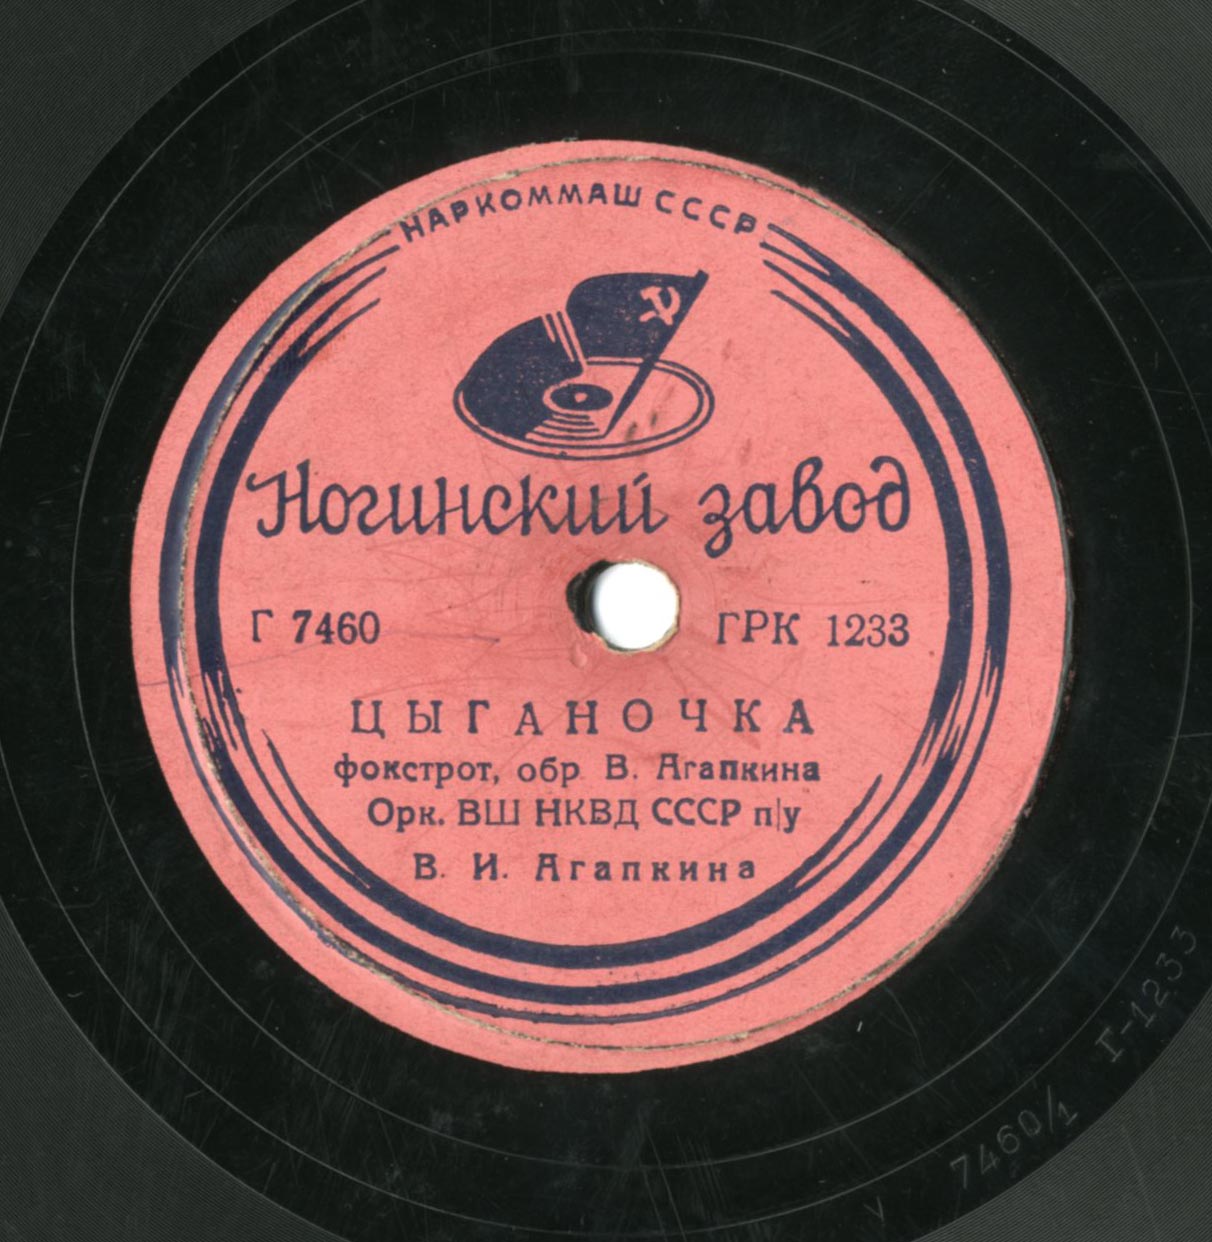 НАРКОММАШ СССР
Ногинский завод
Г 7460 ГРК 1233
ЦЫГАНОЧКА
фокстрот, обр. В. Агапкина
Орк. ВШ НКВД СССР п/у
В. И. Агапкина
V 7460/1 Г-1233